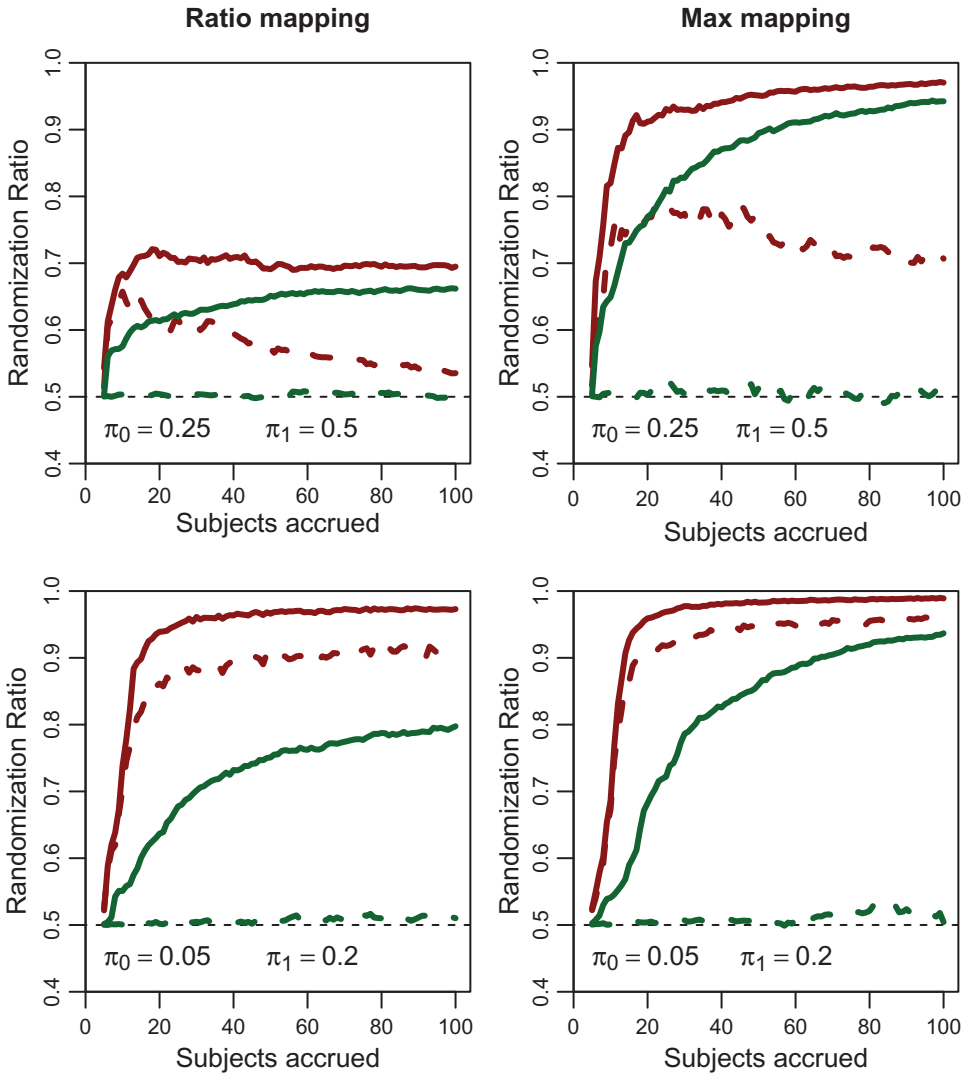 Ratio mapping
Max mapping
Randomization Ratio
1.0
0.9
0.8
0.7
0.6
0.5
0.4
π0 = 0.25 π1 = 0.5
0 20 40 60 80 100
Subjects accrued
Randomization Ratio
1.0
0.9
0.8
0.7
0.6
0.5
0.4
π0 = 0.25 π1 = 0.5
0 20 40 60 80 100
Subjects accrued
Randomization Ratio
1.0
0.9
0.8
0.7
0.6
0.5
0.4
π0 = 0.05 π1 = 0.2
0 20 40 60 80 100
Subjects accrued
Randomization Ratio
1.0
0.9
0.8
0.7
0.6
0.5
0.4
π0 = 0.05 π1 = 0.2
0 20 40 60 80 100
Subjects accrued